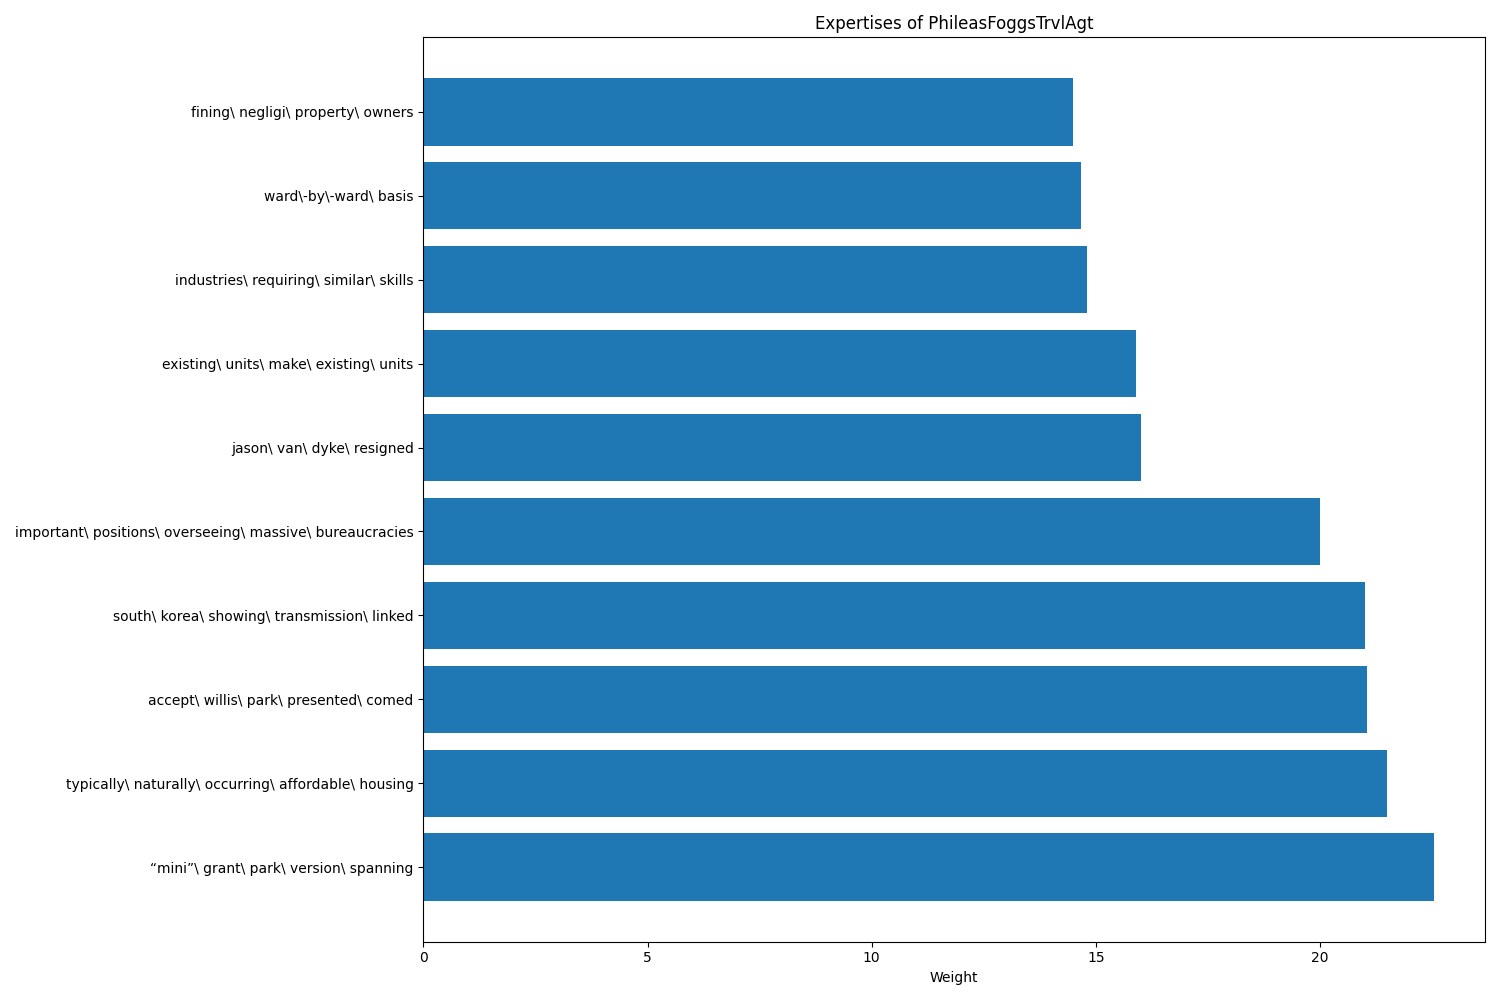 Expertises of PhileasFoggsTrvlAgt
fining\ negligi\ property\ owners
ward\-by\-ward\ basis
industries\ requiring\ similar\ skills
existing\ units\ make\ existing\ units
jason\ van\ dyke\ resigned
important\ positions\ overseeing\ massive\ bureaucracies
south\ korea\ showing\ transmission\ linked
accept\ willis\ park\ presented\ comed
typically\ naturally\ occurring\ affordable\ housing
“mini”\ grant\ park\ version\ spanning
0 5 10 15 20
Weight